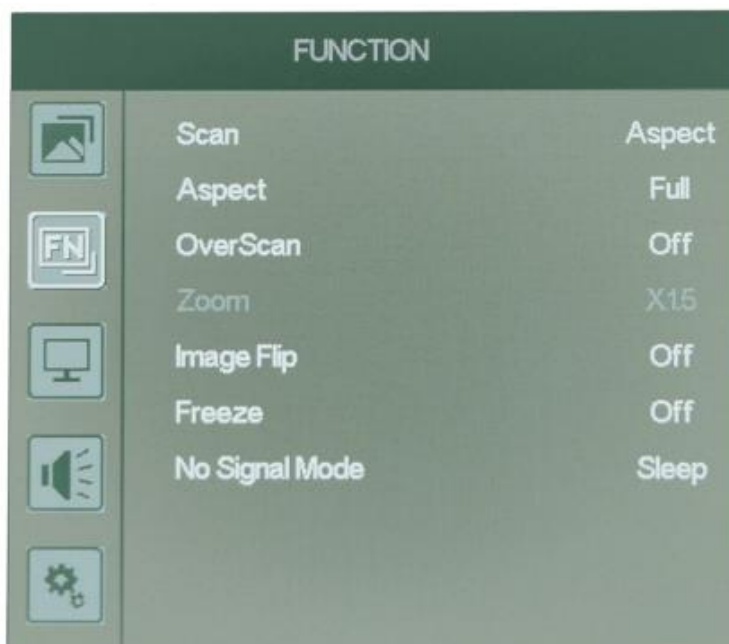 FUNCTION
Scan Aspect
Aspect Full
FN
OverScan Off
Zoom X1.5
Image Flip Off
Freeze Off
No Signal Mode Sleep